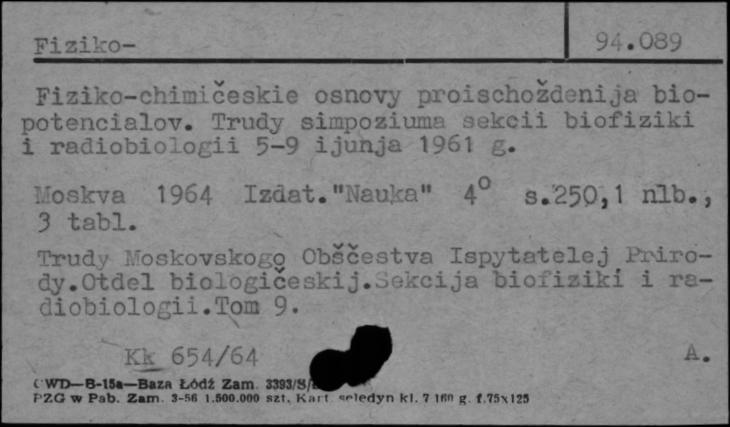 Fiziko- 94.089
Fiziko-chimičeskie osnovy proischoždenija bio-
potencialov. Trudy simpoziuma sekcii biofiziki
i radiobiologii 5-9 ijunja 1961 g.
Moskva 1964 Izdat."Nauka" 4° s.250,1 nlb.,
3 tabl.
Trudy Moskovskogo Obščestva Ispytatelej Priro-
dy.Otdel biologičeskij.Sekcija biofiziki i ra-
diobiologii.Tom 9.
Kk 654/64 A.
CWD—B-15a—Baza Łódź Zam. 3393/S/
PZG w Pab. Zam. 3-56 1.500.000 szt. Kart. seledyn kl. 7 160 g. f.75x125